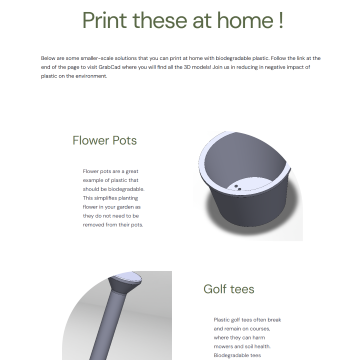 Print these at home !
Below are some smaller-scale solutions that you can print at home with biodegradable plastic. Follow the link at the
end of the page to visit GrabCad where you will find all the 3D models! Join us in reducing in negative impact of
plastic on the environment.
Flower Pots
Flower pots are a great
example of plastic that
should be biodegradable.
This simplifies planting
flower in your garden as
they do not need to be
removed from their pots.
Golf tees
Plastic golf tees often break
and remain on courses,
where they can harm
mowers and soil health.
Biodegradable tees